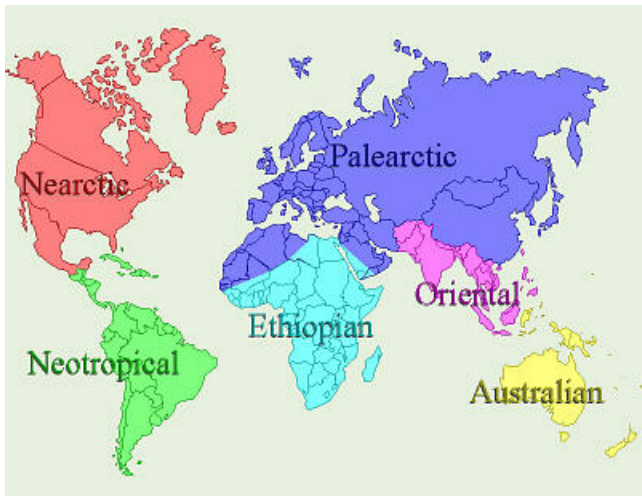 Palearctic
Nearctic
Oriental
Ethiopian
Neotropical
Australian